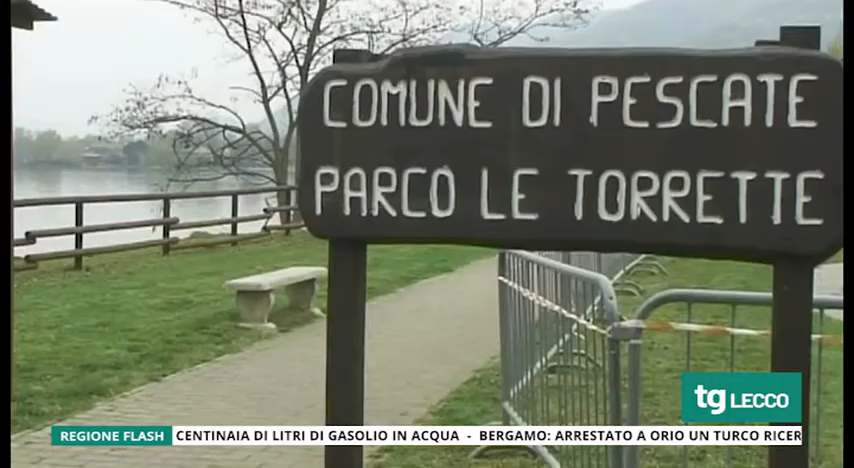 COMUNE DI PESCATE
PARCO LE TORRETTE
tg LECCO
REGIONE FLASH CENTINAIA DI LITRI DI GASOLIO IN ACQUA - BERGAMO: ARRESTATO A ORIO UN TURCO RICER